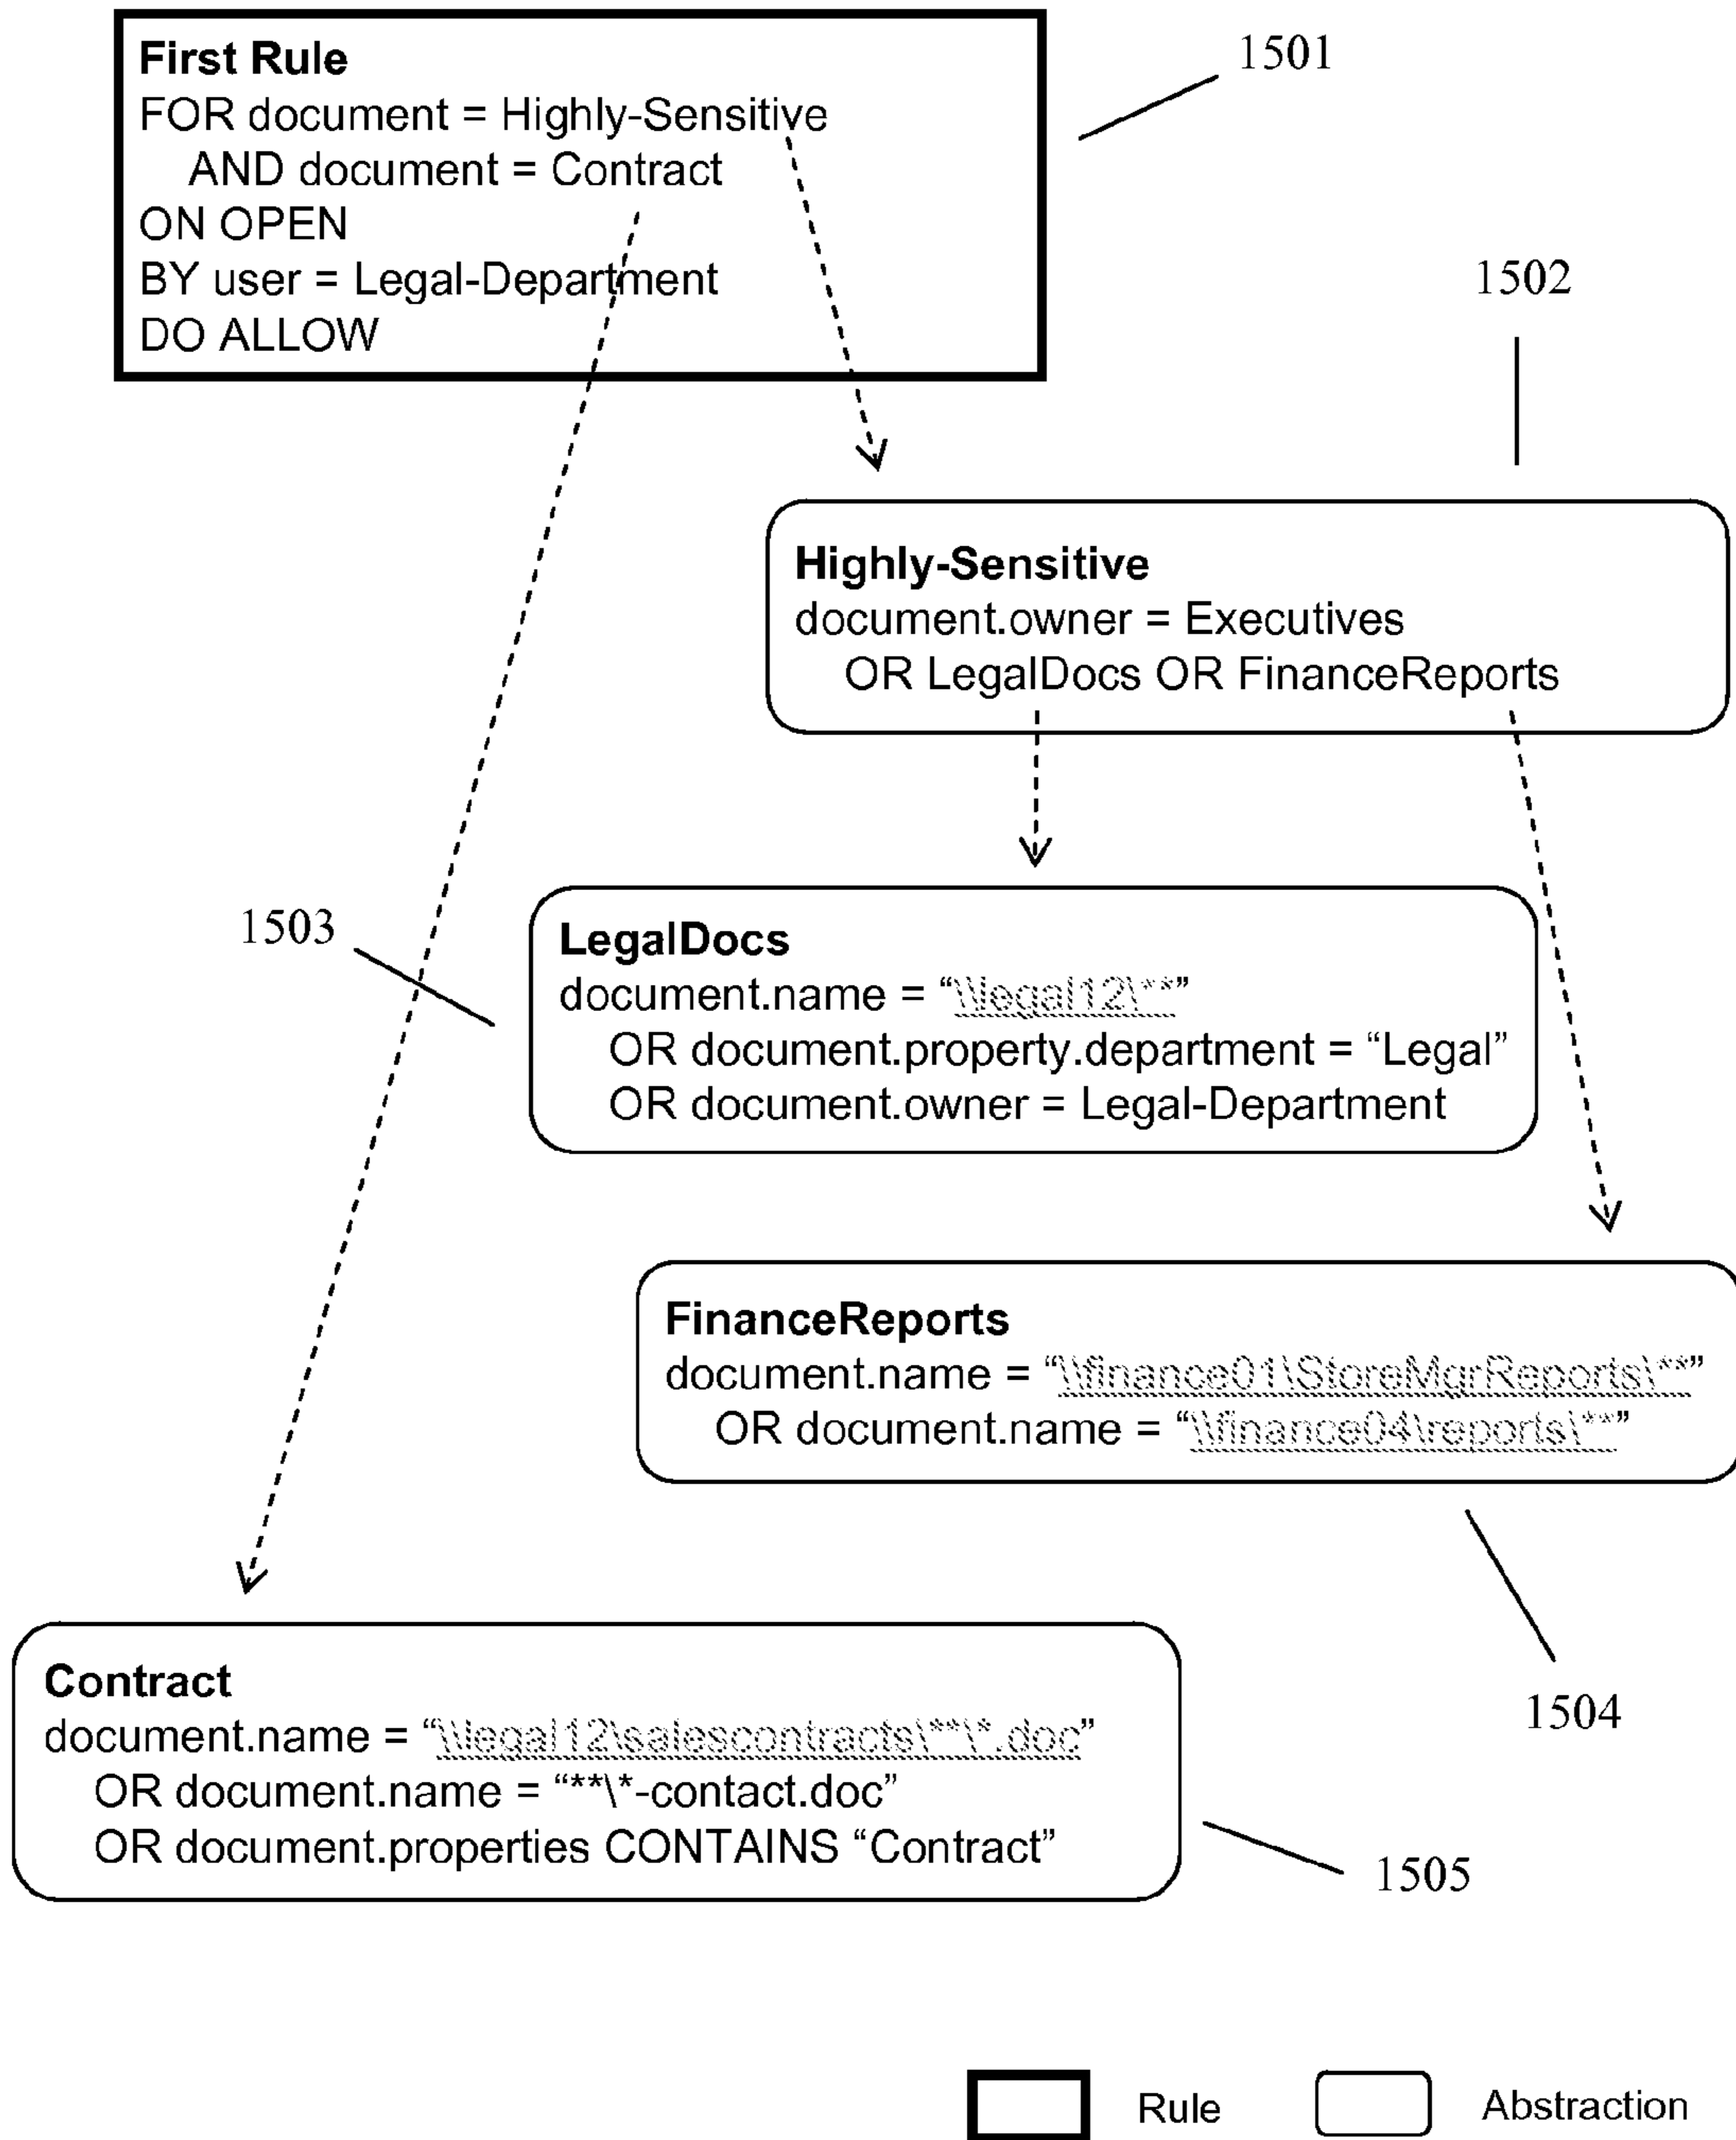 First Rule
FOR document = Highly-Sensitive
AND document = Contract
ON OPEN
BY user = Legal-Department
DO ALLOW
1501
1502
Highly-Sensitive
document.owner = Executives
OR LegalDocs OR FinanceReports
1503
LegalDocs
document.name = “\\legal12\**”
OR document.property.department = “Legal”
OR document.owner = Legal-Department
FinanceReports
document.name = “\\finance01\StoreMgrReports\**”
OR document.name = “\\finance04\reports\**”
1504
Contract
document.name = “\\legal12\salescontracts\**\*.doc”
OR document.name = “**\*-contact.doc”
OR document.properties CONTAINS “Contract”
1505
Rule
Abstraction